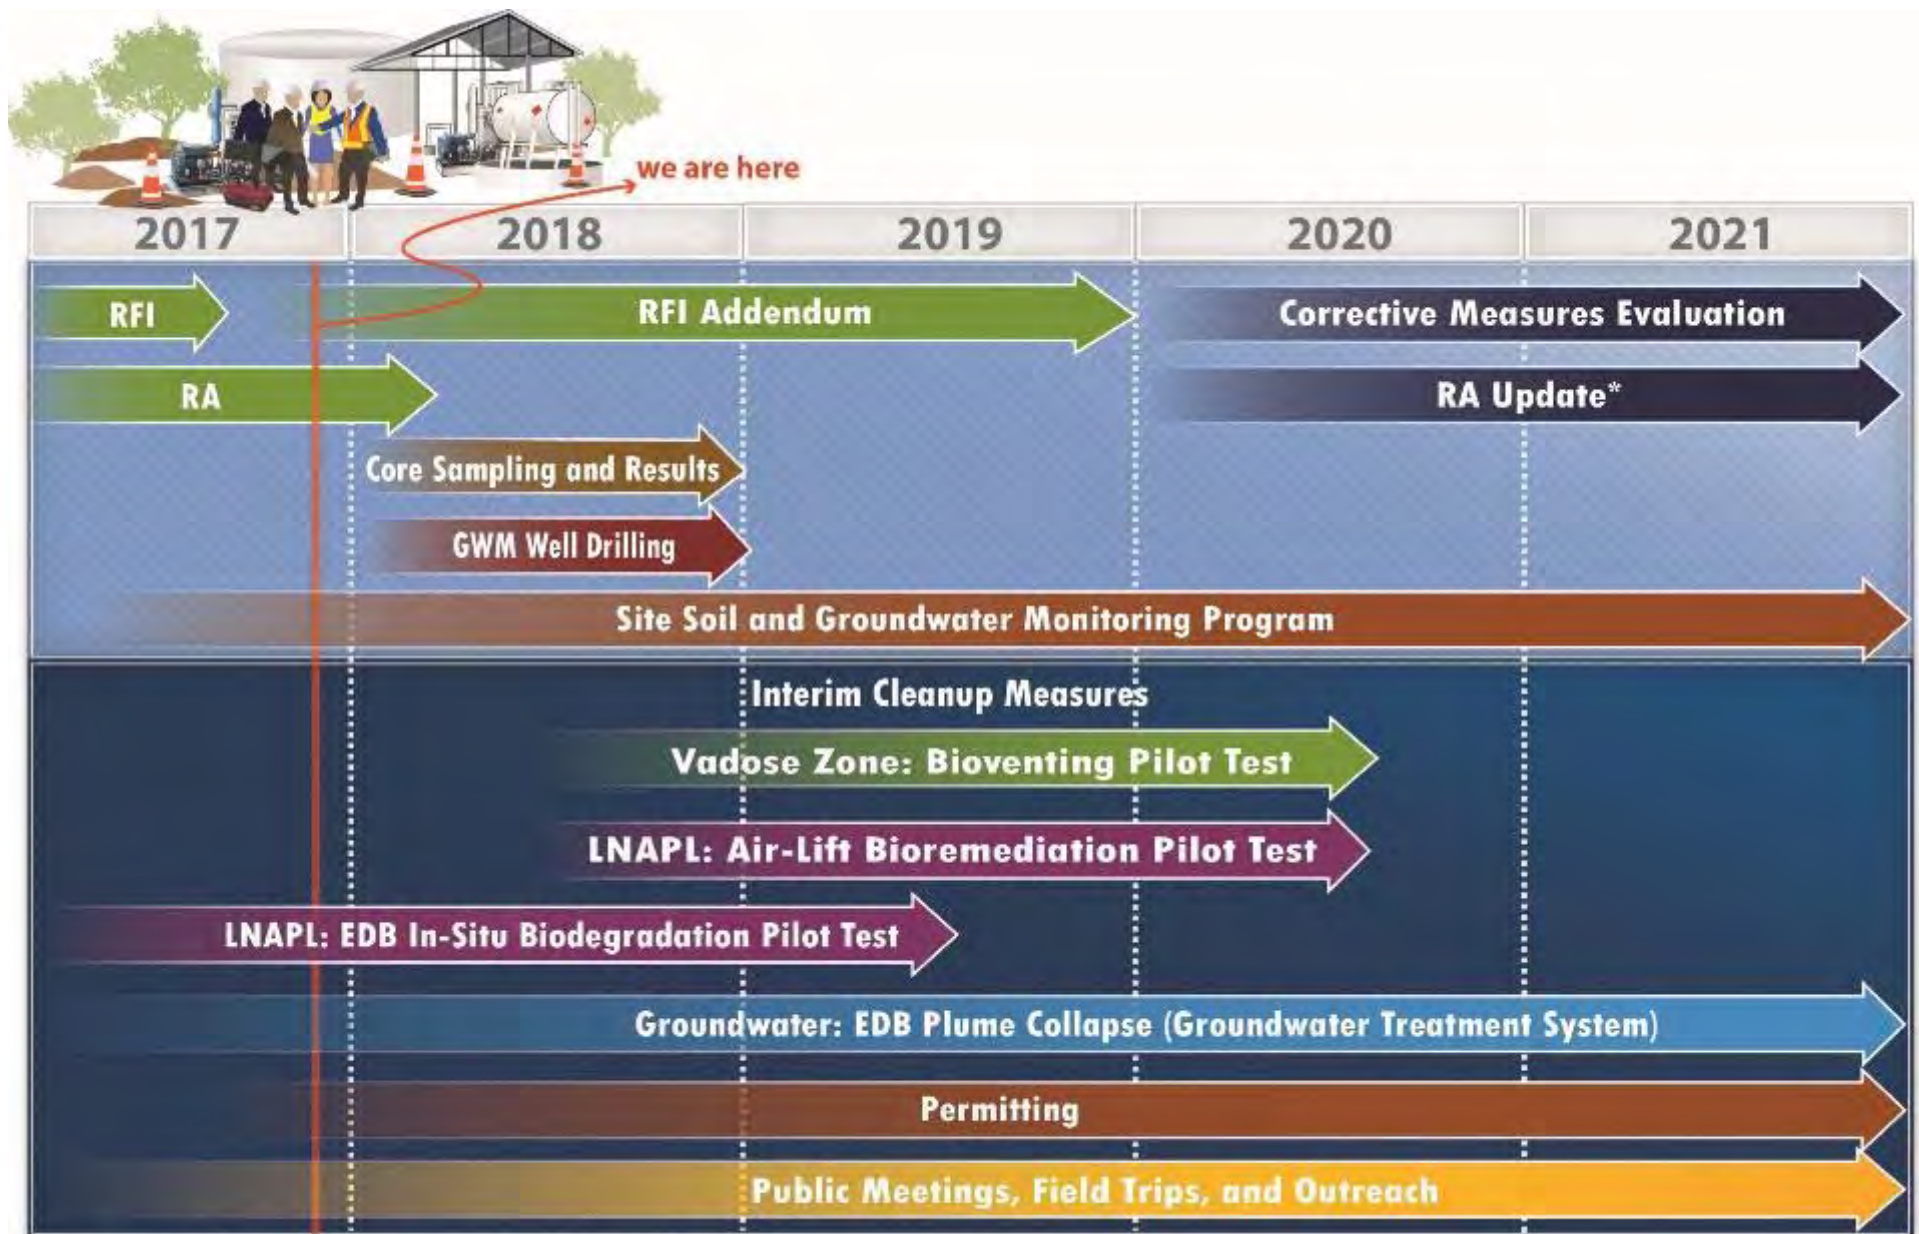 we are here
2017 2018 2019 2020 2021
RFI RFI Addendum Corrective Measures Evaluation
RA RA Update*
Core Sampling and Results
GWM Well Drilling
Site Soil and Groundwater Monitoring Program
Interim Cleanup Measures
Vadose Zone: Bioventing Pilot Test
LNAPL: Air-Lift Bioremediation Pilot Test
LNAPL: EDB In-Situ Biodegradation Pilot Test
Groundwater: EDB Plume Collapse (Groundwater Treatment System)
Permitting
Public Meetings, Field Trips, and Outreach